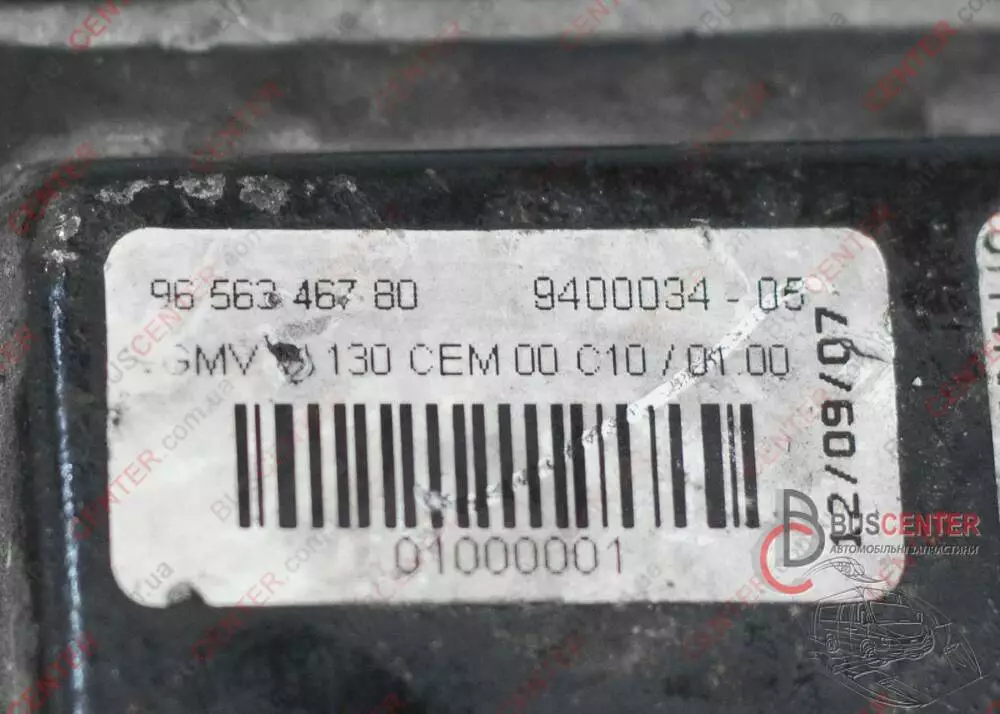 96 563 467 80 9400034 - 05
GMV 130 CEM 00 C10 / 01.00
01000001
12/09/07
BUSCENTER
АВТОМОБІЛЬНІ ЗАПЧАСТИНИ